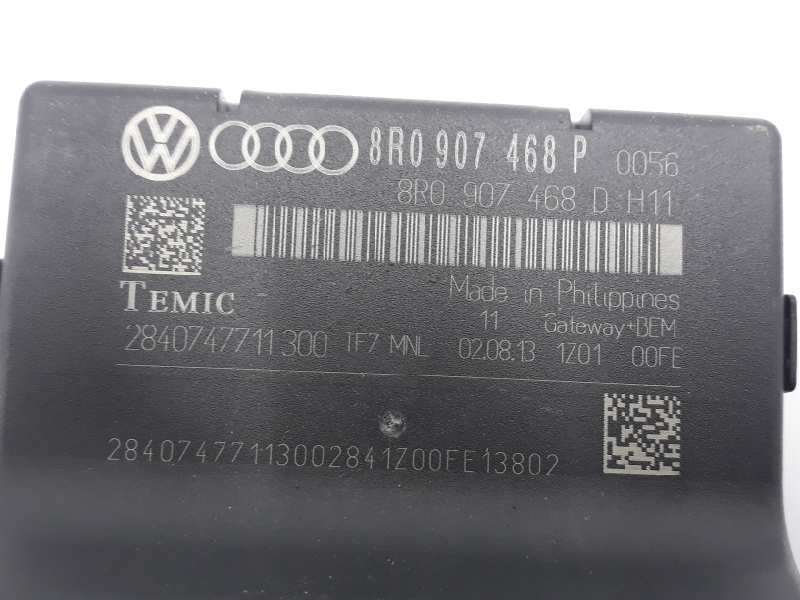 8R0 907 468 P 0056
8R0 907 468 D H11
TEMIC
Made in Philippines
11 Gateway+BEM
2840747711300 TF7 MNL 02.08.13 1Z01 00FE
28407477113002841Z00FE13802